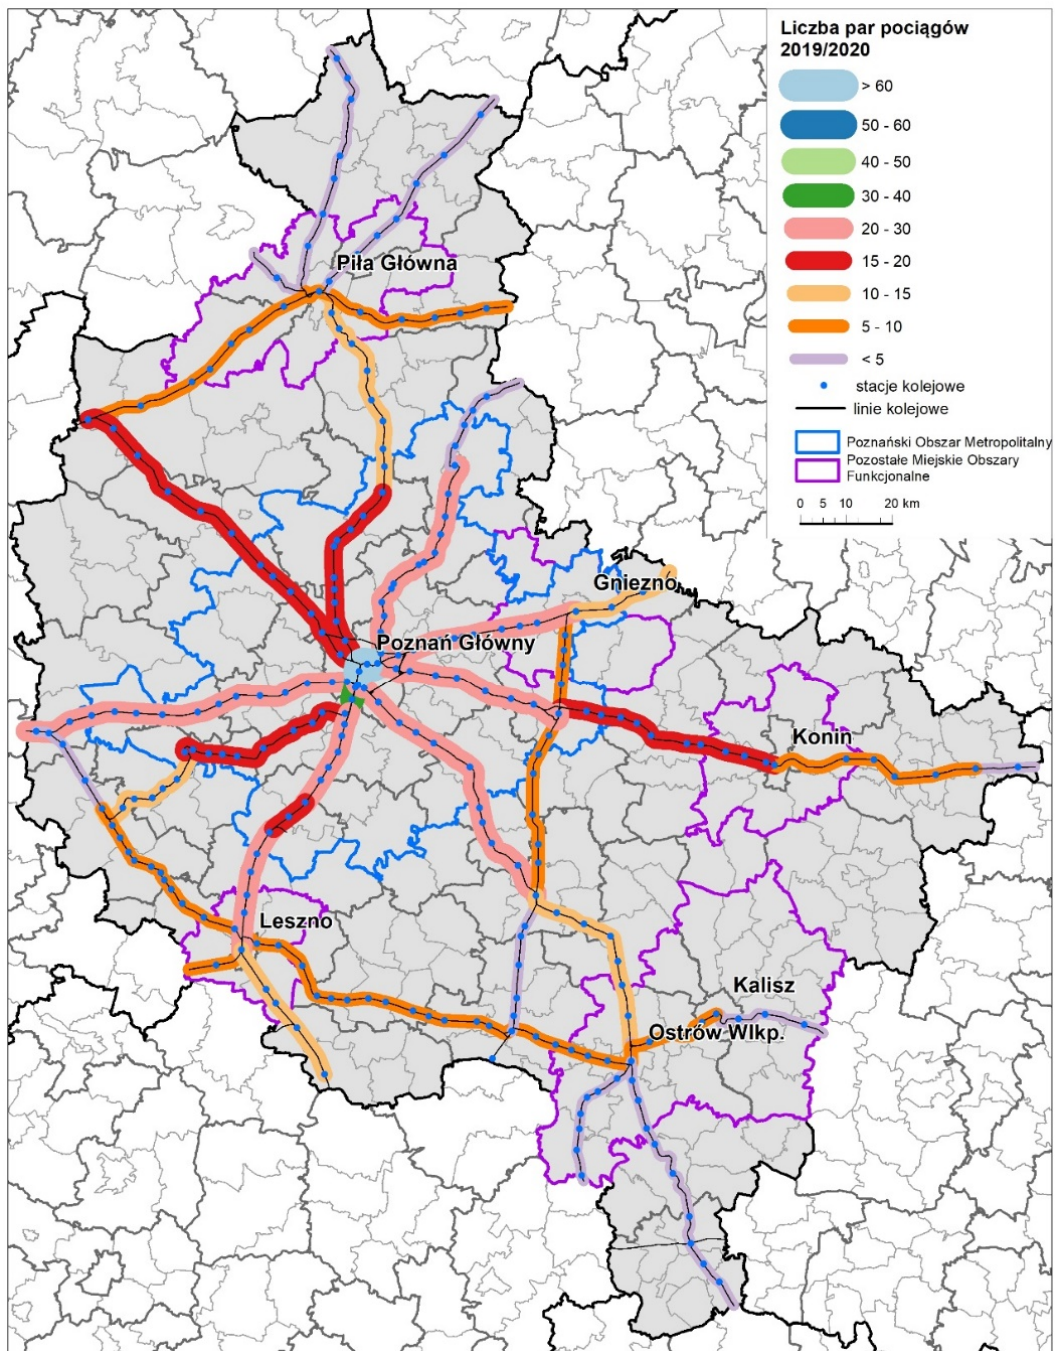 Liczba par pociągów
2019/2020
> 60
50 - 60
40 - 50
30 - 40
20 - 30
15 - 20
10 - 15
5 - 10
< 5
stacje kolejowe
linie kolejowe
Poznański Obszar Metropolitalny
Pozostałe Miejskie Obszary
Funkcjonalne
0 5 10 20 km
Piła Główna
Gniezno
Poznań Główny
Konin
Leszno
Kalisz
Ostrów Wlkp.